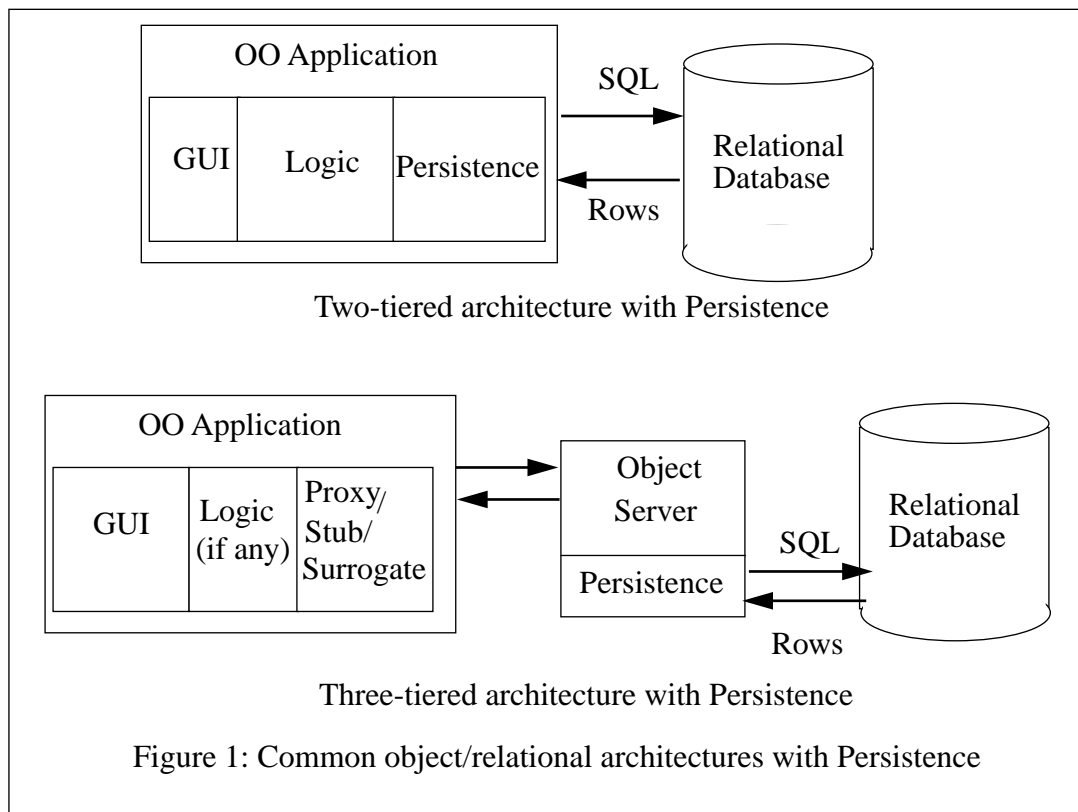 OO Application
GUI
Logic
Persistence
SQL
Rows
Relational
Database
Two-tiered architecture with Persistence
OO Application
GUI
Logic
(if any)
Proxy/
Stub/
Surrogate
Object
Server
Persistence
SQL
Rows
Relational
Database
Three-tiered architecture with Persistence
Figure 1: Common object/relational architectures with Persistence